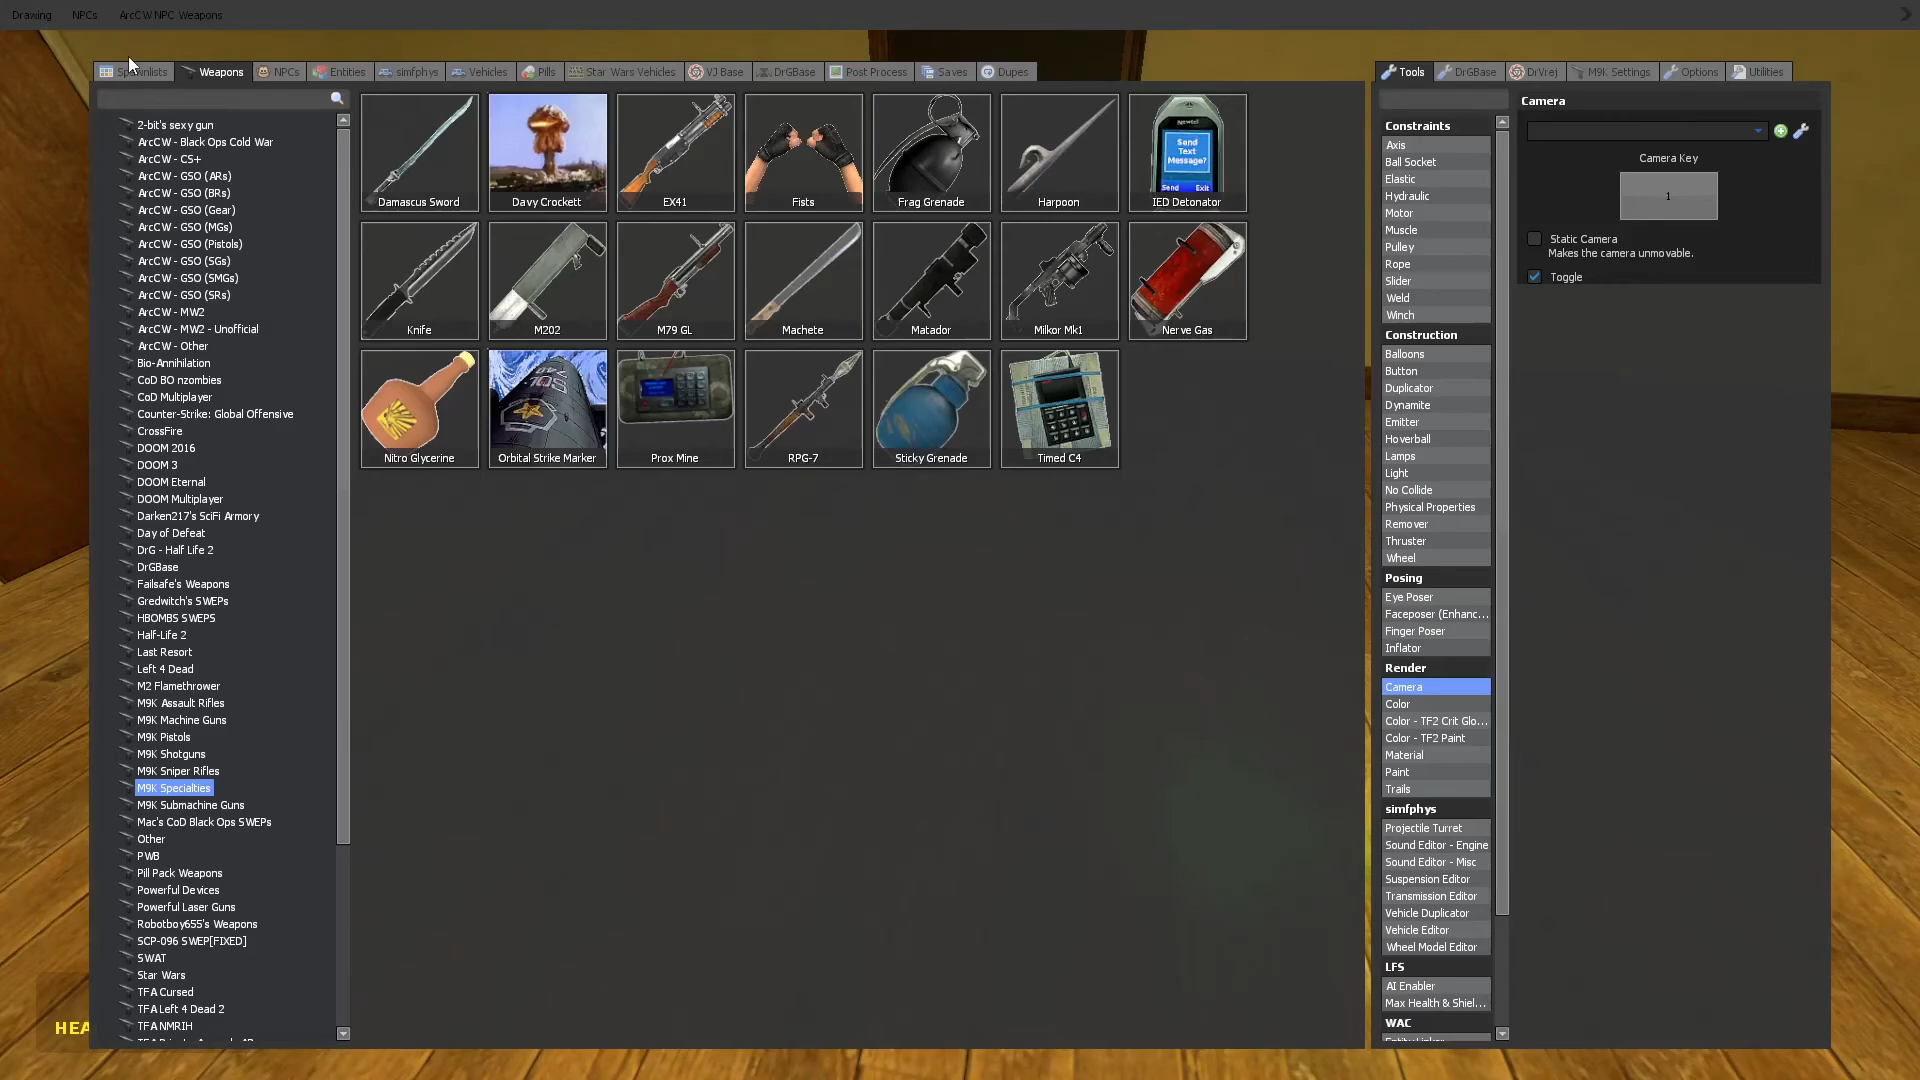 Drawing NPCs ArcCW NPC Weapons
Spawnlists Weapons NPCs Entities simfphys Vehicles Pills Star Wars Vehicles VJ Base DrGBase Post Process Saves Dupes
2-bit's sexy gun
ArcCW - Black Ops Cold War
ArcCW - CS+
ArcCW - GSO (ARs)
ArcCW - GSO (BRs)
ArcCW - GSO (Gear)
ArcCW - GSO (MGs)
ArcCW - GSO (Pistols)
ArcCW - GSO (SGs)
ArcCW - GSO (SMGs)
ArcCW - GSO (SRs)
ArcCW - MW2
ArcCW - MW2 - Unofficial
ArcCW - Other
Bio-Annihilation
CoD BO nzombies
CoD Multiplayer
Counter-Strike: Global Offensive
CrossFire
DOOM 2016
DOOM 3
DOOM Eternal
DOOM Multiplayer
Darken217's SciFi Armory
Day of Defeat
DrG - Half Life 2
DrGBase
Failsafe's Weapons
Gredwitch's SWEPs
HBOMBS SWEPS
Half-Life 2
Last Resort
Left 4 Dead
M2 Flamethrower
M9K Assault Rifles
M9K Machine Guns
M9K Pistols
M9K Shotguns
M9K Sniper Rifles
M9K Specialties
M9K Submachine Guns
Mac's CoD Black Ops SWEPs
Other
PWB
Pill Pack Weapons
Powerful Devices
Powerful Laser Guns
Robotboy655's Weapons
SCP-096 SWEP[FIXED]
SWAT
Star Wars
TFA Cursed
TFA Left 4 Dead 2
TFA NMRIH
HEA
Send
Text
Message?
Send Exit
Damascus Sword Davy Crockett EX41 Fists Frag Grenade Harpoon IED Detonator
Knife M202 M79 GL Machete Matador Milkor Mk1 Nerve Gas
Nitro Glycerine Orbital Strike Marker Prox Mine RPG-7 Sticky Grenade Timed C4
Tools DrGBase DrVrej M9K Settings Options Utilities
Constraints
Axis
Ball Socket
Elastic
Hydraulic
Motor
Muscle
Pulley
Rope
Slider
Weld
Winch
Construction
Balloons
Button
Duplicator
Dynamite
Emitter
Hoverball
Lamps
Light
No Collide
Physical Properties
Remover
Thruster
Wheel
Posing
Eye Poser
Faceposer (Enhanc...
Finger Poser
Inflator
Render
Camera
Color
Color - TF2 Crit Glo...
Color - TF2 Paint
Material
Paint
Trails
simfphys
Projectile Turret
Sound Editor - Engine
Sound Editor - Misc
Suspension Editor
Transmission Editor
Vehicle Duplicator
Vehicle Editor
Wheel Model Editor
LFS
AI Enabler
Max Health & Shiel...
WAC
Camera
Camera Key
1
Static Camera
Makes the camera unmovable.
Toggle